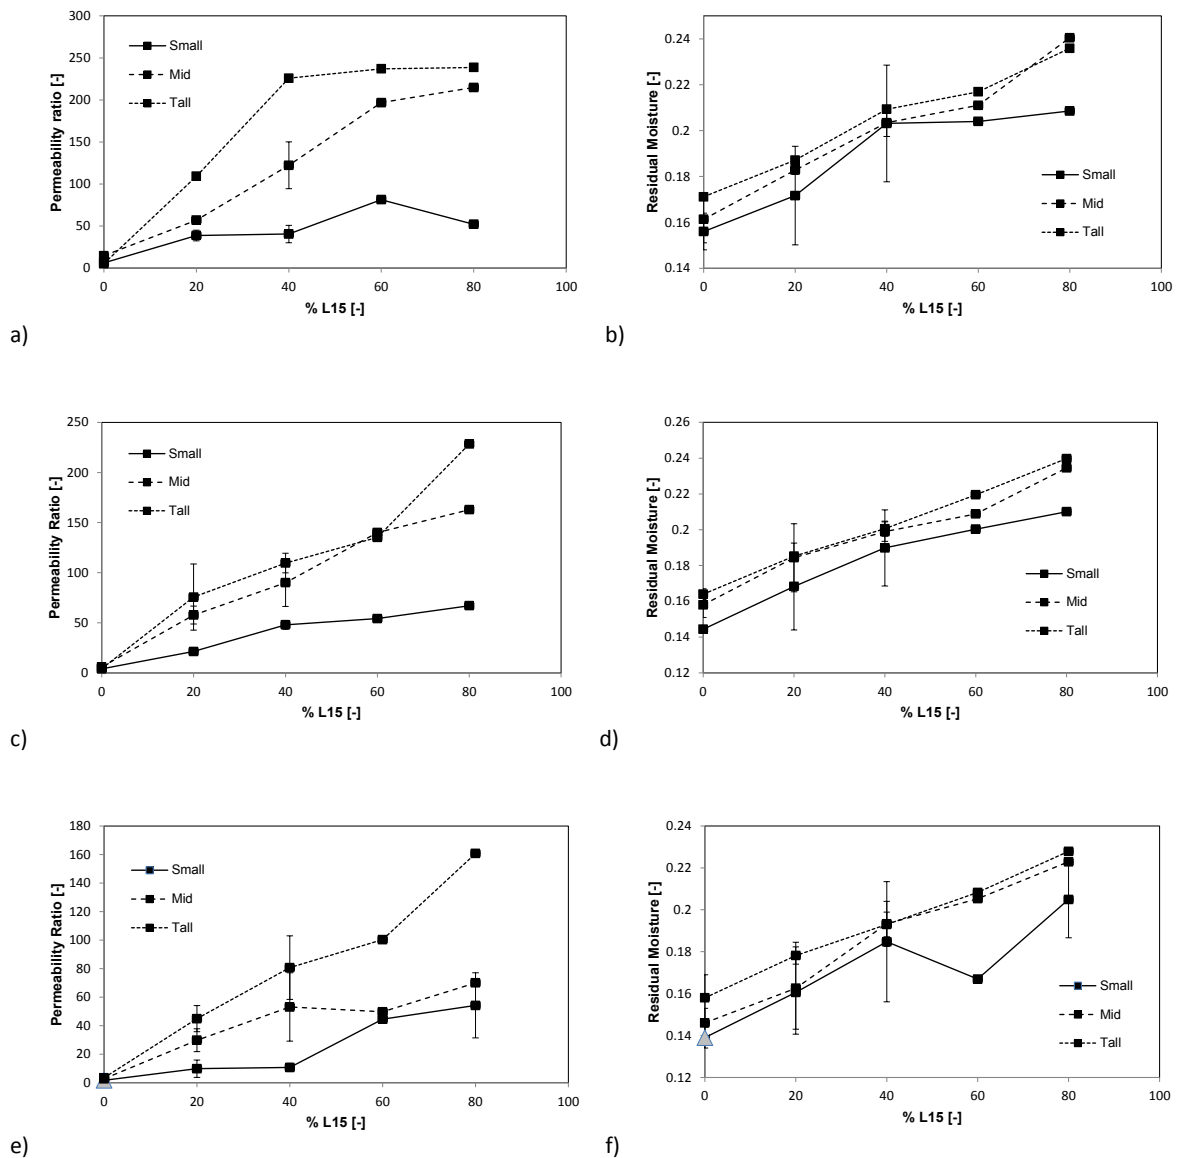 300
250
200
150
100
50
0
Permeability ratio [-]
Small
Mid
Tall
0 20 40 60 80 100
% L15 [-]
a)
0.24
0.22
0.2
0.18
0.16
0.14
Residual Moisture [-]
Small
Mid
Tall
0 20 40 60 80 100
% L15 [-]
b)
250
200
150
100
50
0
Permeability Ratio [-]
Small
Mid
Tall
0 20 40 60 80 100
% L15 [-]
c)
0.26
0.24
0.22
0.2
0.18
0.16
0.14
0.12
Residual Moisture [-]
Small
Mid
Tall
0 20 40 60 80 100
% L15 [-]
d)
180
160
140
120
100
80
60
40
20
0
Permeability Ratio [-]
Small
Mid
Tall
0 20 40 60 80 100
% L15 [-]
e)
0.24
0.22
0.2
0.18
0.16
0.14
0.12
Residual Moisture [-]
Small
Mid
Tall
0 20 40 60 80 100
% L15 [-]
f)